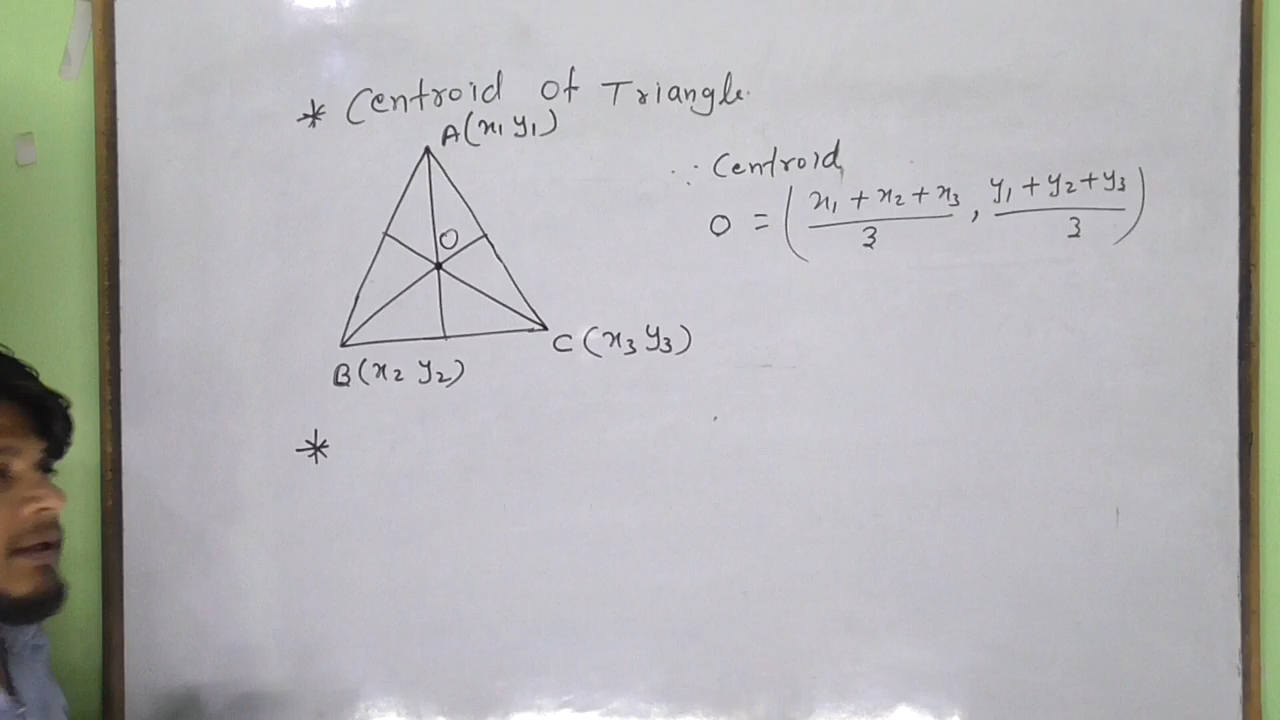 * Centroid of Triangle.
A(x₁ y₁)
O
B(x₂ y₂)
C(x₃ y₃)
∵ Centroid,
O = (x₁ + x₂ + x₃ / 3 , y₁ + y₂ + y₃ / 3)
*